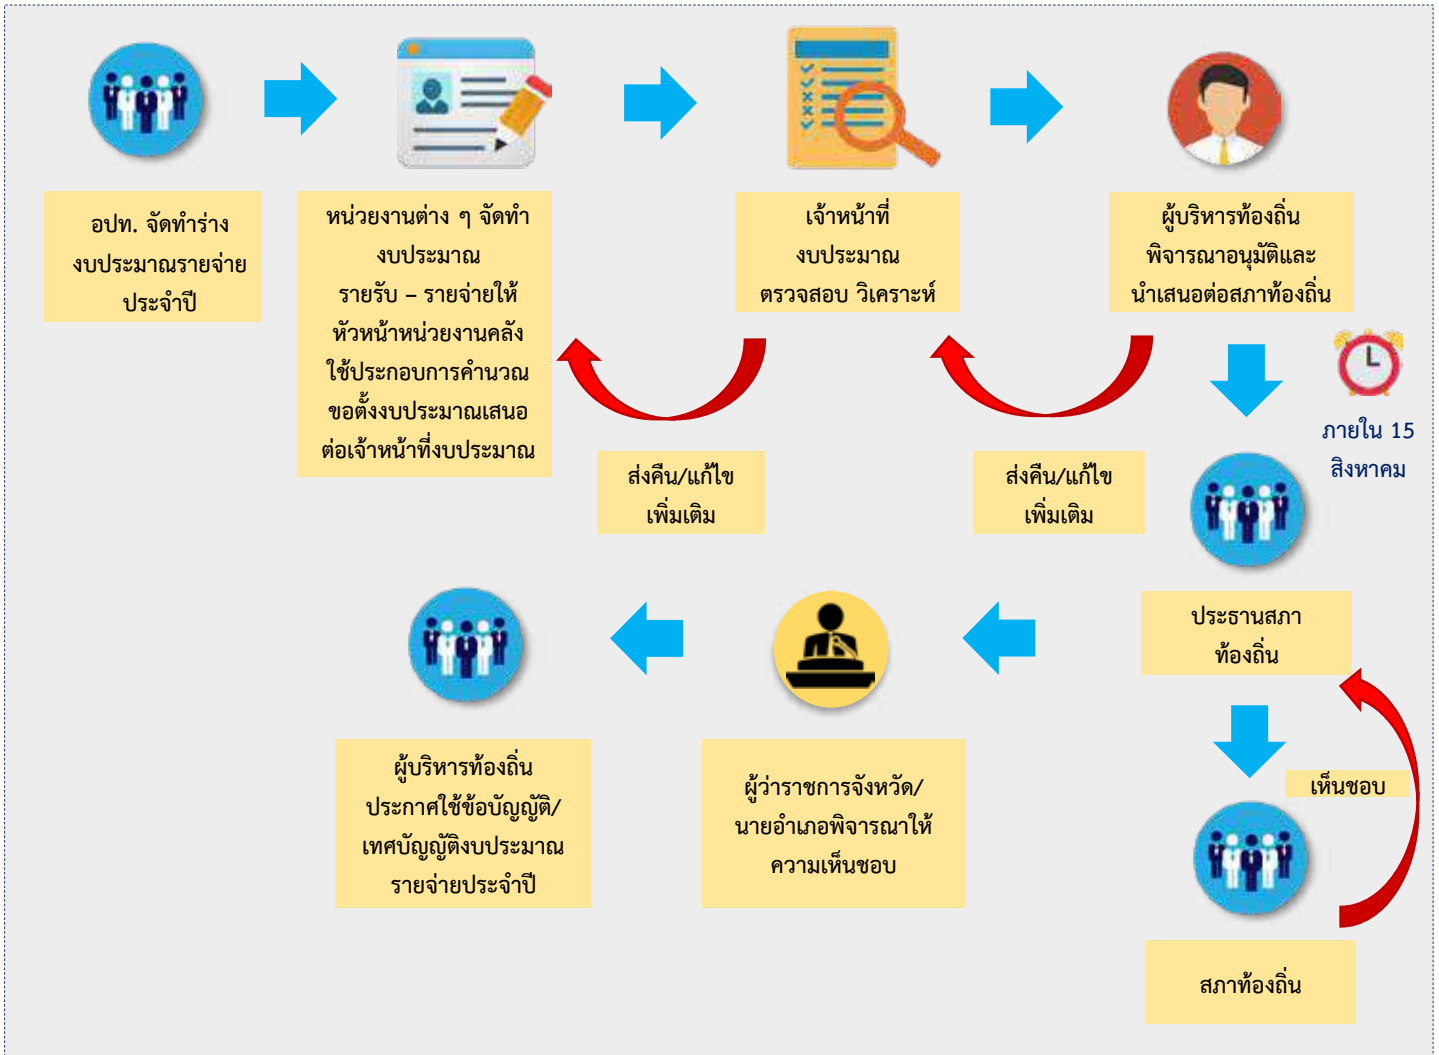 อปท. จัดทำร่าง
งบประมาณรายจ่าย
ประจำปี
หน่วยงานต่าง ๆ จัดทำ
งบประมาณ
รายรับ – รายจ่ายให้
หัวหน้าหน่วยงานคลัง
ใช้ประกอบการคำนวณ
ขอตั้งงบประมาณเสนอ
ต่อเจ้าหน้าที่งบประมาณ
เจ้าหน้าที่
งบประมาณ
ตรวจสอบ วิเคราะห์
ผู้บริหารท้องถิ่น
พิจารณาอนุมัติและ
นำเสนอต่อสภาท้องถิ่น
ส่งคืน/แก้ไข
เพิ่มเติม
ส่งคืน/แก้ไข
เพิ่มเติม
ภายใน 15
สิงหาคม
ประธานสภา
ท้องถิ่น
เห็นชอบ
สภาท้องถิ่น
ผู้ว่าราชการจังหวัด/
นายอำเภอพิจารณาให้
ความเห็นชอบ
ผู้บริหารท้องถิ่น
ประกาศใช้ข้อบัญญัติ/
เทศบัญญัติงบประมาณ
รายจ่ายประจำปี